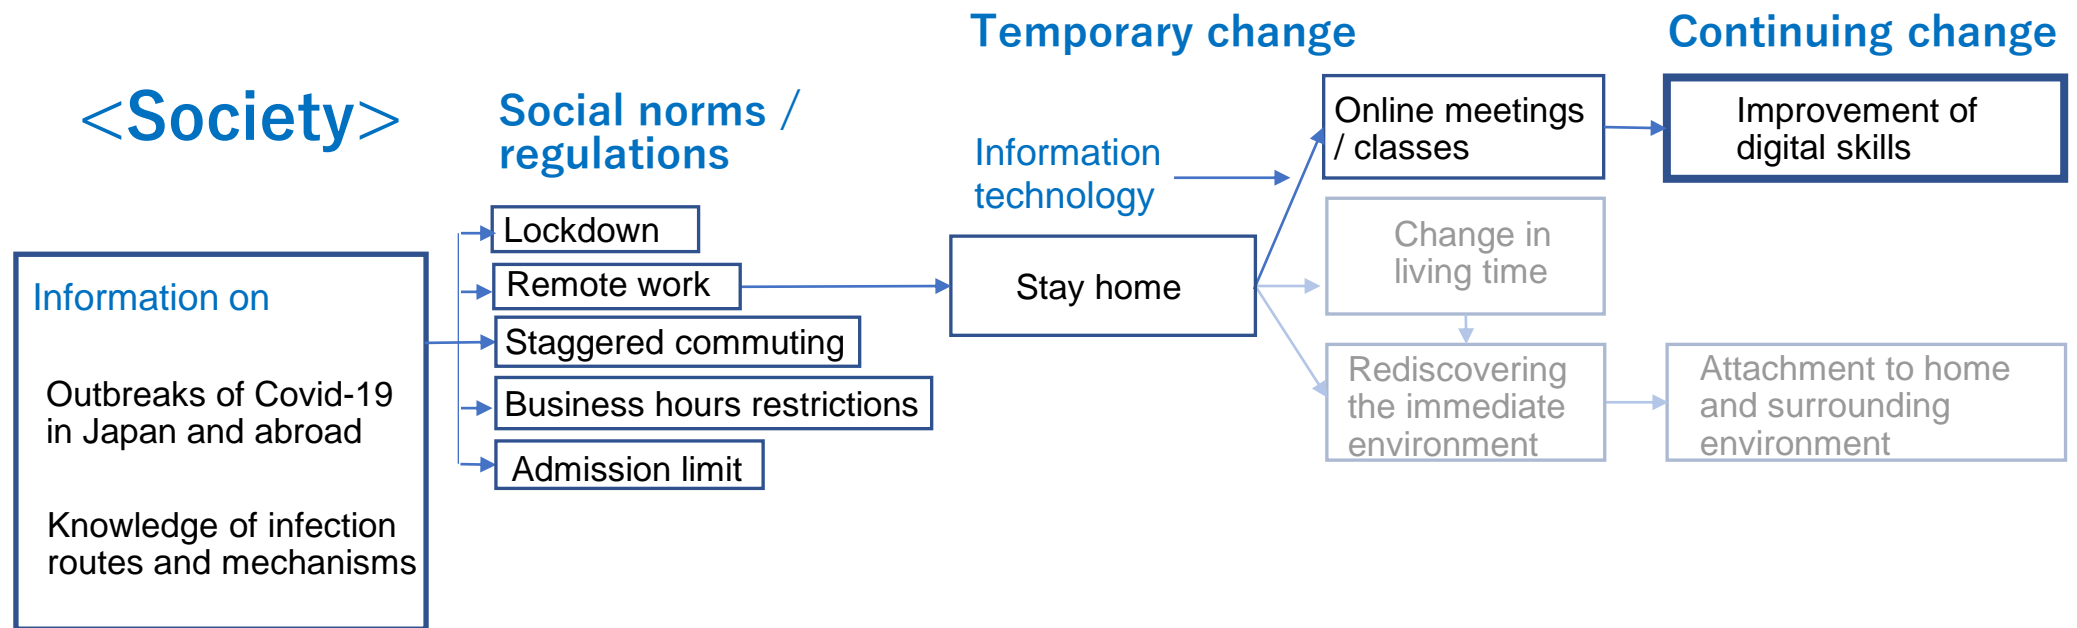 Temporary change
Continuing change
<Society>
Social norms /
regulations
Information
technology
Online meetings
/ classes
Improvement of
digital skills
Lockdown
Remote work
Staggered commuting
Business hours restrictions
Admission limit
Stay home
Change in
living time
Rediscovering
the immediate
environment
Attachment to home
and surrounding
environment
Information on
Outbreaks of Covid-19
in Japan and abroad
Knowledge of infection
routes and mechanisms